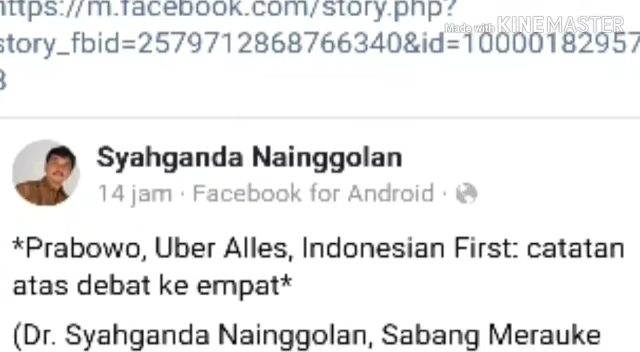 https://m.facebook.com/story.php?
Made with KINEMASTER
story_fbid=2579712868766340&id=10000182957
8
Syahganda Nainggolan
14 jam · Facebook for Android ·
*Prabowo, Uber Alles, Indonesian First: catatan
atas debat ke empat*
(Dr. Syahganda Nainggolan, Sabang Merauke